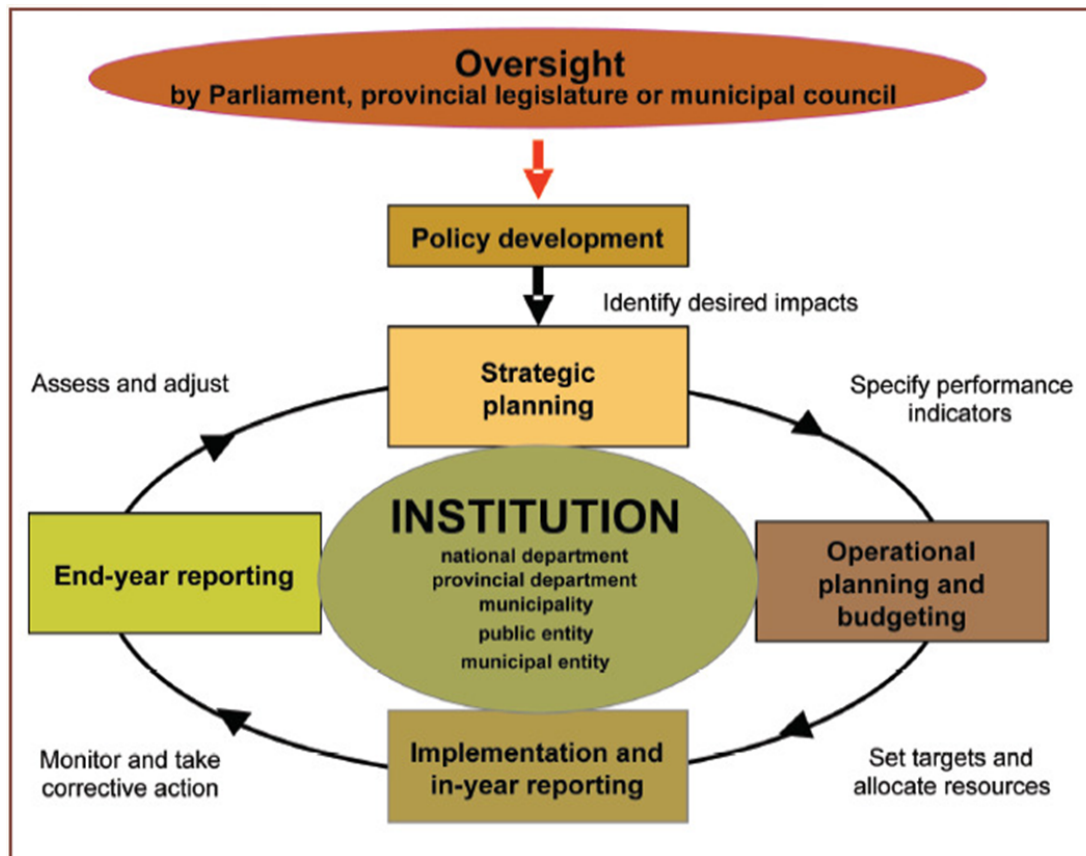 Oversight
by Parliament, provincial legislature or municipal council
Policy development
Identify desired impacts
Strategic
planning
Assess and adjust
Specify performance
indicators
INSTITUTION
national department
provincial department
municipality
public entity
municipal entity
End-year reporting
Operational
planning and
budgeting
Implementation and
in-year reporting
Monitor and take
corrective action
Set targets and
allocate resources